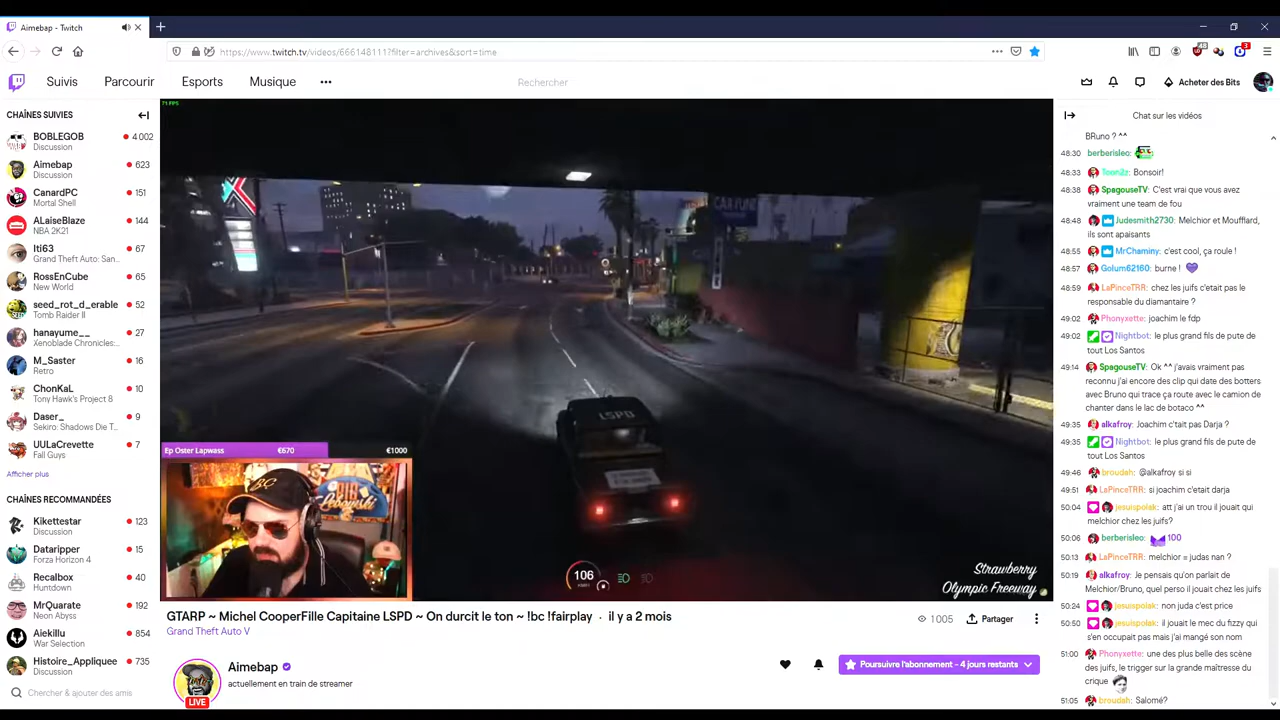 Aimebap - Twitch
https://www.twitch.tv/videos/666148111?filter=archives&sort=time
Suivis
Parcourir
Esports
Musique
Rechercher
Acheter des Bits
CHAÎNES SUIVIES
BOBLEGOB 4 002
Discussion
Aimebap 623
Discussion
CanardPC 151
Mortal Shell
ALaiseBlaze 144
NBA 2K21
Iti63 67
Grand Theft Auto: San...
RossEnCube 65
New World
seed_rot_d_erable 52
Tomb Raider II
hanayume__ 27
Xenoblade Chronicles:...
M_Saster 16
Retro
ChonKaL 10
Tony Hawk's Project 8
Daser_ 9
Sekiro: Shadows Die T...
UULaCrevette 7
Fall Guys
Afficher plus
CHAÎNES RECOMMANDÉES
Kikettestar 123
Discussion
Dataripper 15
Forza Horizon 4
Recalbox 40
Huntdown
MrQuarate 192
Neon Abyss
Aiekillu 854
War Selection
Histoire_Appliquee 735
Discussion
Chercher & ajouter des amis
71 FPS
LSPD
Ep Oster Lapwass €670 €1000
106
Strawberry
Olympic Freeway
GTARP ~ Michel CooperFille Capitaine LSPD ~ On durcit le ton ~ !bc !fairplay · il y a 2 mois
Grand Theft Auto V
1005
Partager
Aimebap
actuellement en train de streamer
LIVE
Poursuivre l'abonnement – 4 jours restants
Chat sur les vidéos
BRuno ? ^^
48:30 berberisleo:
48:33 Toon2z: Bonsoir!
48:38 SpagouseTV: C'est vrai que vous avez
vraiment une team de fou
48:48 Judesmith2730: Melchior et Moufflard,
ils sont apaisants
48:55 MrChaminy: c'est cool, ça roule !
48:57 Golum62160: burne !
48:59 LaPinceTRR: chez les juifs c'était pas le
responsable du diamantaire ?
49:02 Phonyxette: joachim le fdp
49:02 Nightbot: le plus grand fils de pute de
tout Los Santos
49:14 SpagouseTV: Ok ^^ j'avais vraiment pas
reconnu j'ai encore des clip qui date des botters
avec Bruno qui trace ça route avec le camion de
chanter dans le lac de botaco ^^
49:35 alkafroy: Joachim c'tait pas Darja ?
49:35 Nightbot: le plus grand fils de pute de
tout Los Santos
49:46 broudah: @alkafroy si si
49:51 LaPinceTRR: si joachim c'etait darja
50:04 jesuispolak: att j'ai un trou il jouait qui
melchior chez les juifs?
50:06 berberisleo: 100
50:13 LaPinceTRR: melchior = judas nan ?
50:19 alkafroy: Je pensais qu'on parlait de
Melchior/Bruno, quel perso il jouait chez les juifs
50:24 jesuispolak: non juda c'est price
50:50 jesuispolak: il jouait le mec du fizzy qui
s'en occupait pas mais j'ai mangé son nom
51:00 Phonyxette: une des plus belle des scène
des juifs, le trigger sur la grande maîtresse du
crique
51:05 broudah: Salomé?